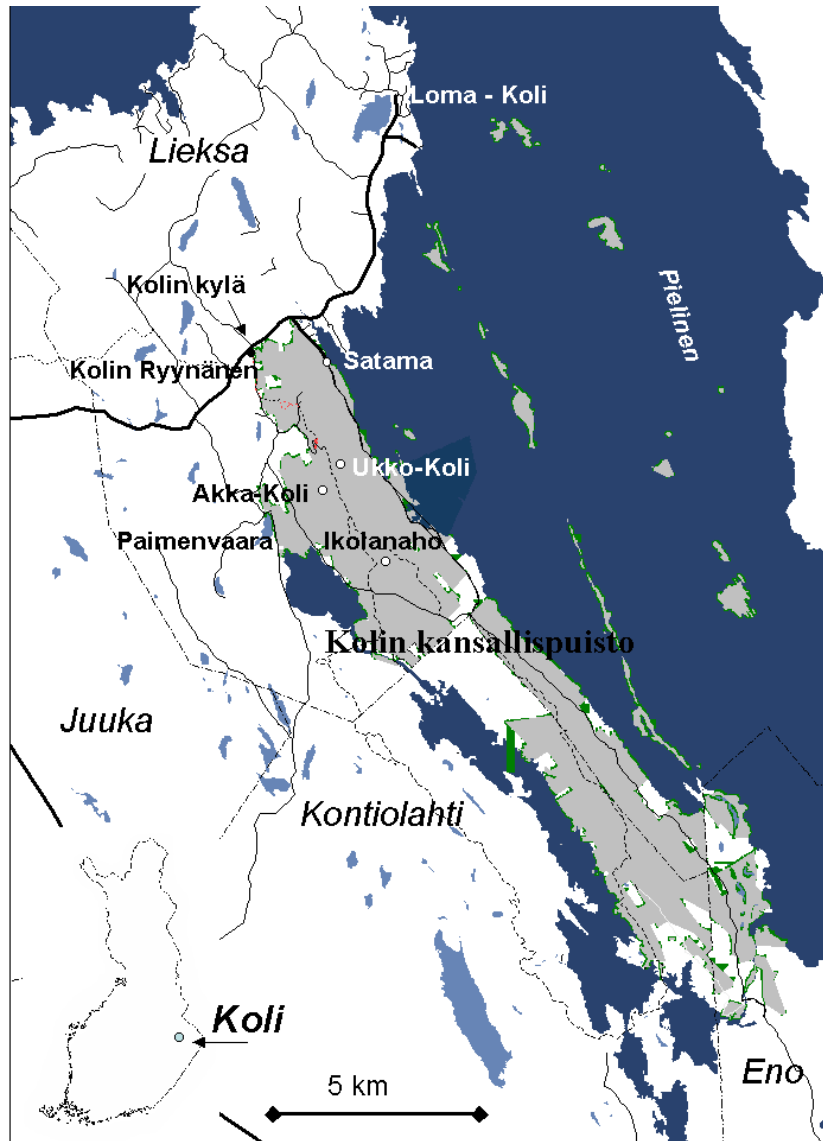 Loma - Koli
Lieksa
Pielinen
Kolin kylä
Kolin Ryynänen
Satama
Ukko-Koli
Akka-Koli
Paimenvaara
Ikolanaho
Kolin kansallispuisto
Juuka
Kontiolahti
Koli
Eno
5 km